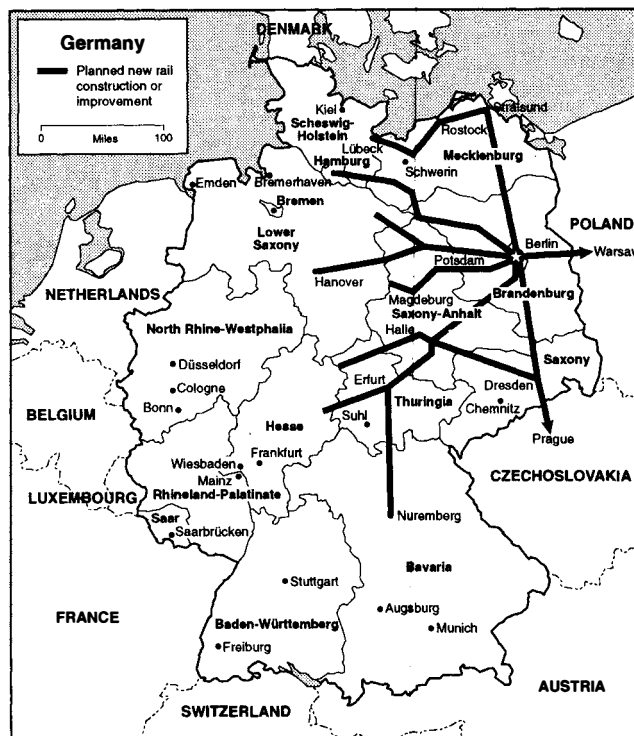 DENMARK
Germany
Planned new rail
construction or
improvement
0 100
Miles
Kiel
Scheswig-
Holstein
Stralsund
Rostock
Lübeck
Mecklenburg
Hamburg
Schwerin
Emden
Bremerhaven
Bremen
Lower
Saxony
POLAND
Berlin
Warsaw
Potsdam
Hanover
NETHERLANDS
Brandenburg
Magdeburg
Saxony-Anhalt
North Rhine-Westphalia
Halle
Saxony
Düsseldorf
Erfurt
Dresden
Cologne
Thuringia
Chemnitz
BELGIUM
Bonn
Suhl
Hesse
Prague
Wiesbaden
Frankfurt
Mainz
CZECHOSLOVAKIA
LUXEMBOURG
Rhineland-Palatinate
Saar
Nuremberg
Saarbrücken
Bavaria
Stuttgart
FRANCE
Augsburg
Baden-Württemberg
Munich
Freiburg
AUSTRIA
SWITZERLAND